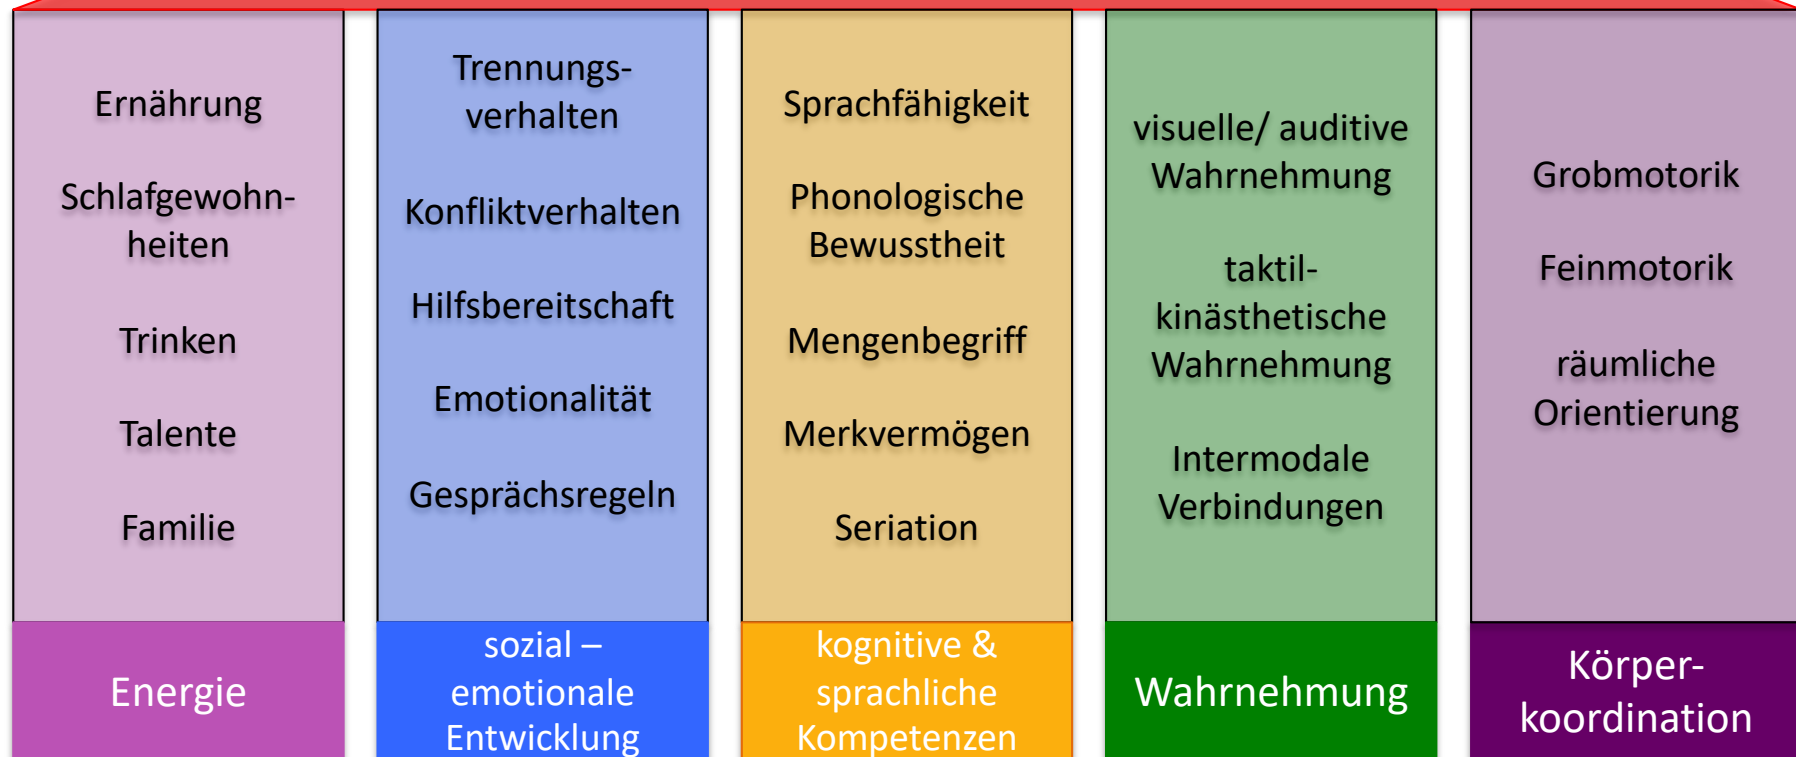 Ernährung
Schlafgewohn-
heiten
Trinken
Talente
Familie
Energie
Trennungs-
verhalten
Konfliktverhalten
Hilfsbereitschaft
Emotionalität
Gesprächsregeln
sozial –
emotionale
Entwicklung
Sprachfähigkeit
Phonologische
Bewusstheit
Mengenbegriff
Merkvermögen
Seriation
kognitive &
sprachliche
Kompetenzen
visuelle/ auditive
Wahrnehmung
taktil-
kinästhetische
Wahrnehmung
Intermodale
Verbindungen
Wahrnehmung
Grobmotorik
Feinmotorik
räumliche
Orientierung
Körper-
koordination